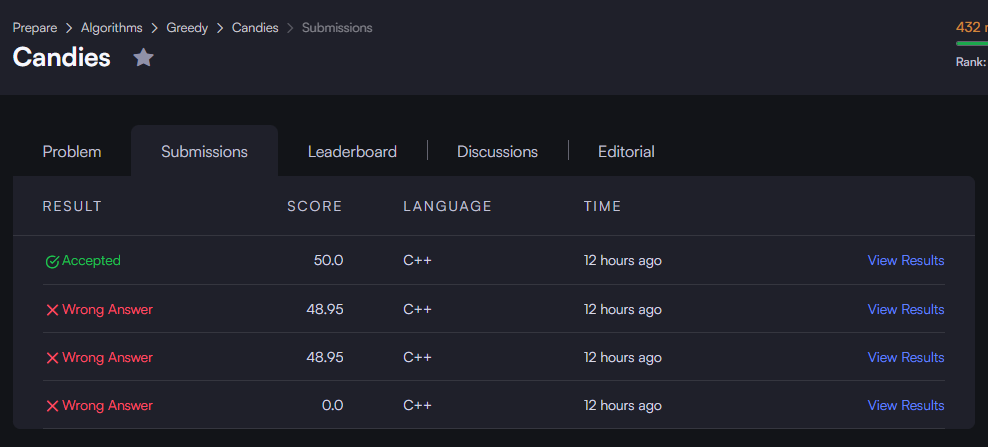 Prepare > Algorithms > Greedy > Candies > Submissions
432
Candies
Rank:
Problem Submissions Leaderboard Discussions Editorial
RESULT SCORE LANGUAGE TIME
Accepted 50.0 C++ 12 hours ago View Results
Wrong Answer 48.95 C++ 12 hours ago View Results
Wrong Answer 48.95 C++ 12 hours ago View Results
Wrong Answer 0.0 C++ 12 hours ago View Results